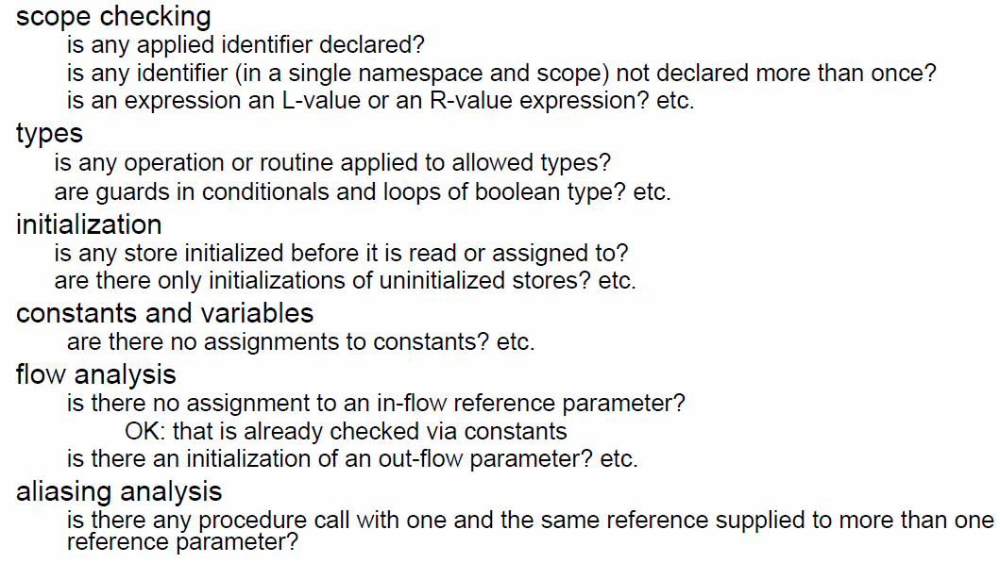 scope checking
is any applied identifier declared?
is any identifier (in a single namespace and scope) not declared more than once?
is an expression an L-value or an R-value expression? etc.
types
is any operation or routine applied to allowed types?
are guards in conditionals and loops of boolean type? etc.
initialization
is any store initialized before it is read or assigned to?
are there only initializations of uninitialized stores? etc.
constants and variables
are there no assignments to constants? etc.
flow analysis
is there no assignment to an in-flow reference parameter?
OK: that is already checked via constants
is there an initialization of an out-flow parameter? etc.
aliasing analysis
is there any procedure call with one and the same reference supplied to more than one
reference parameter?